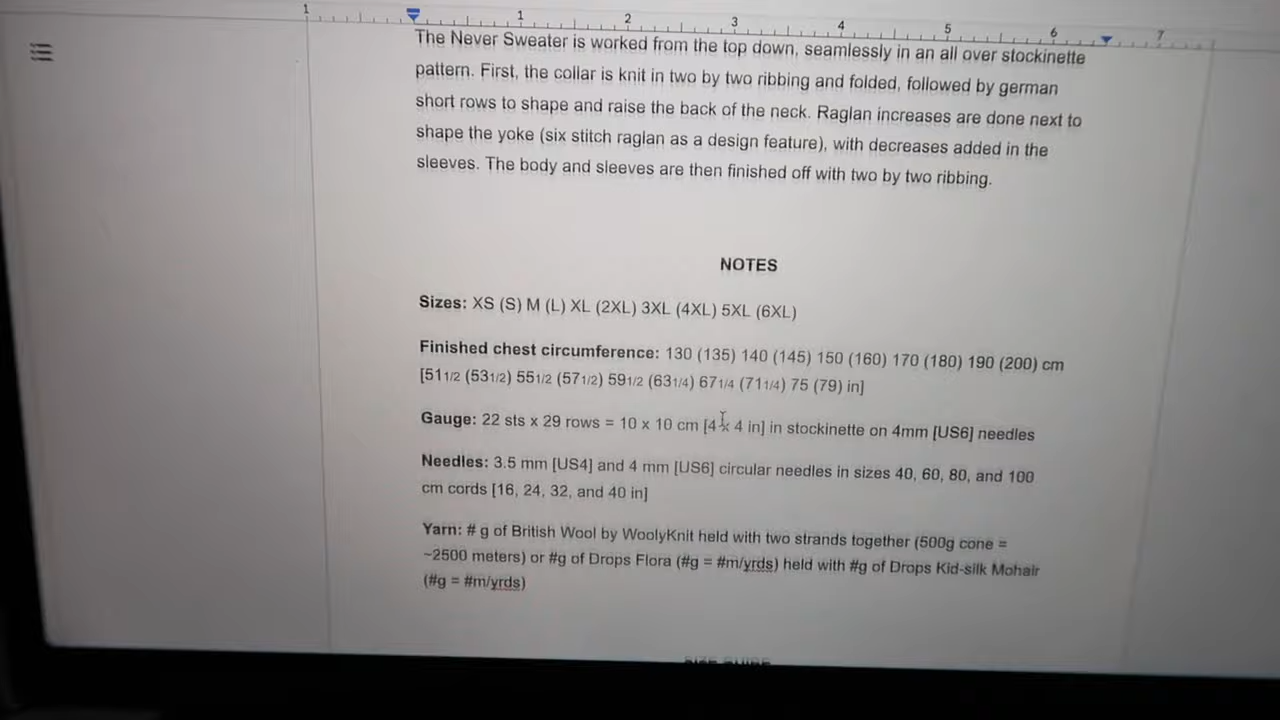 1 1 2 3 4 5 6 7
The Never Sweater is worked from the top down, seamlessly in an all over stockinette
pattern. First, the collar is knit in two by two ribbing and folded, followed by german
short rows to shape and raise the back of the neck. Raglan increases are done next to
shape the yoke (six stitch raglan as a design feature), with decreases added in the
sleeves. The body and sleeves are then finished off with two by two ribbing.
NOTES
Sizes: XS (S) M (L) XL (2XL) 3XL (4XL) 5XL (6XL)
Finished chest circumference: 130 (135) 140 (145) 150 (160) 170 (180) 190 (200) cm
[51 1/2 (53 1/2) 55 1/2 (57 1/2) 59 1/2 (63 1/4) 67 1/4 (71 1/4) 75 (79) in]
Gauge: 22 sts x 29 rows = 10 x 10 cm [4 x 4 in] in stockinette on 4mm [US6] needles
Needles: 3.5 mm [US4] and 4 mm [US6] circular needles in sizes 40, 60, 80, and 100
cm cords [16, 24, 32, and 40 in]
Yarn: # g of British Wool by WoolyKnit held with two strands together (500g cone =
~2500 meters) or #g of Drops Flora (#g = #m/yrds) held with #g of Drops Kid-silk Mohair
(#g = #m/yrds)
SIZE GUIDE